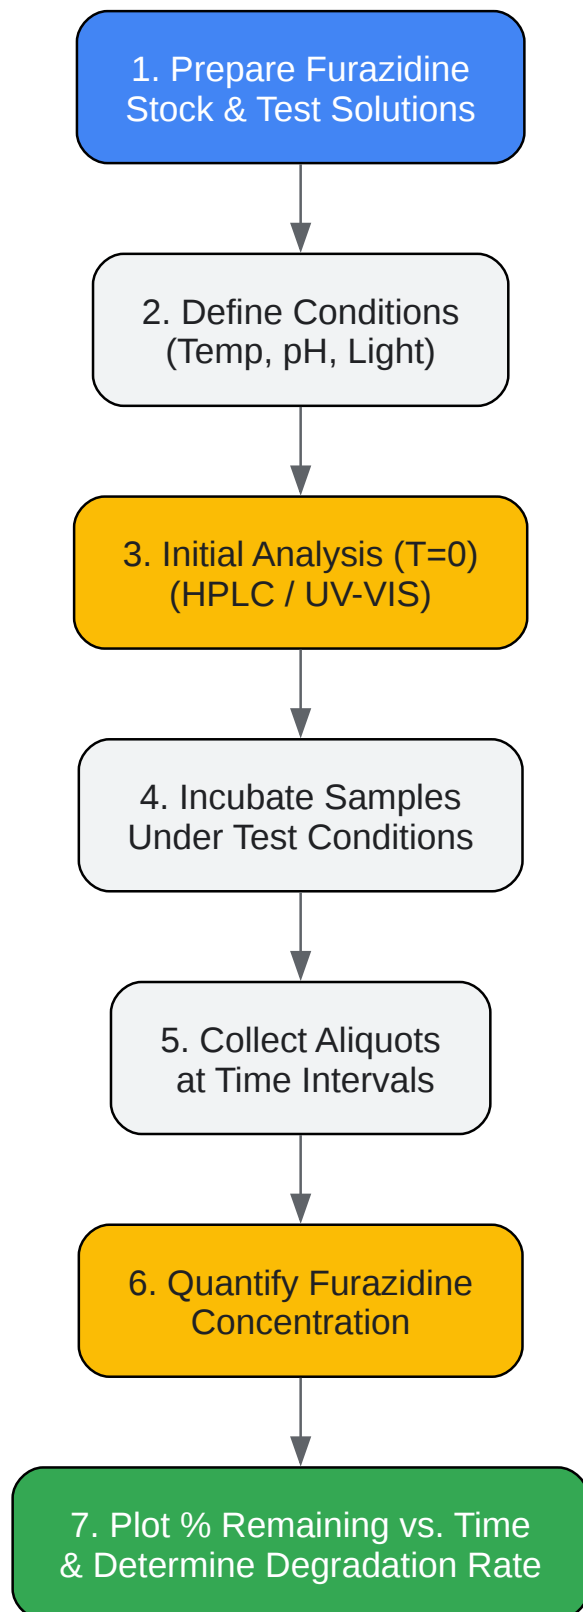 1. Prepare Furazidine
Stock & Test Solutions
2. Define Conditions
(Temp, pH, Light)
3. Initial Analysis (T=0)
(HPLC / UV-VIS)
4. Incubate Samples
Under Test Conditions
5. Collect Aliquots
at Time Intervals
6. Quantify Furazidine
Concentration
7. Plot % Remaining vs. Time
& Determine Degradation Rate